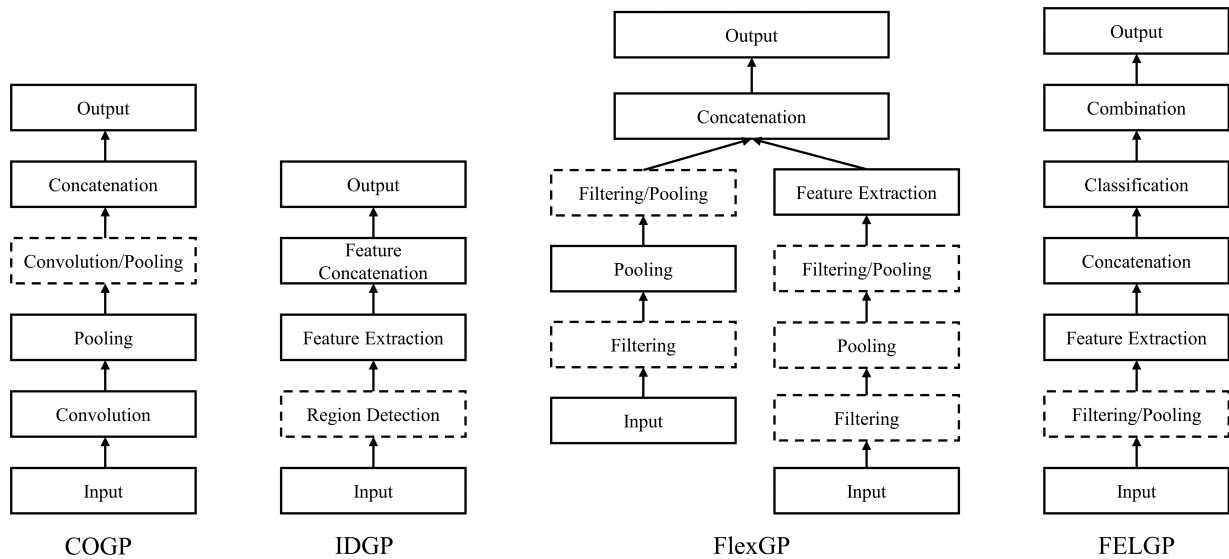 Output
Concatenation
Convolution/Pooling
Pooling
Convolution
Input
COGP
Output
Feature
Concatenation
Feature Extraction
Region Detection
Input
IDGP
Output
Concatenation
Filtering/Pooling
Pooling
Filtering
Input
Feature Extraction
Filtering/Pooling
Pooling
Filtering
Input
FlexGP
Output
Combination
Classification
Concatenation
Feature Extraction
Filtering/Pooling
Input
FELGP